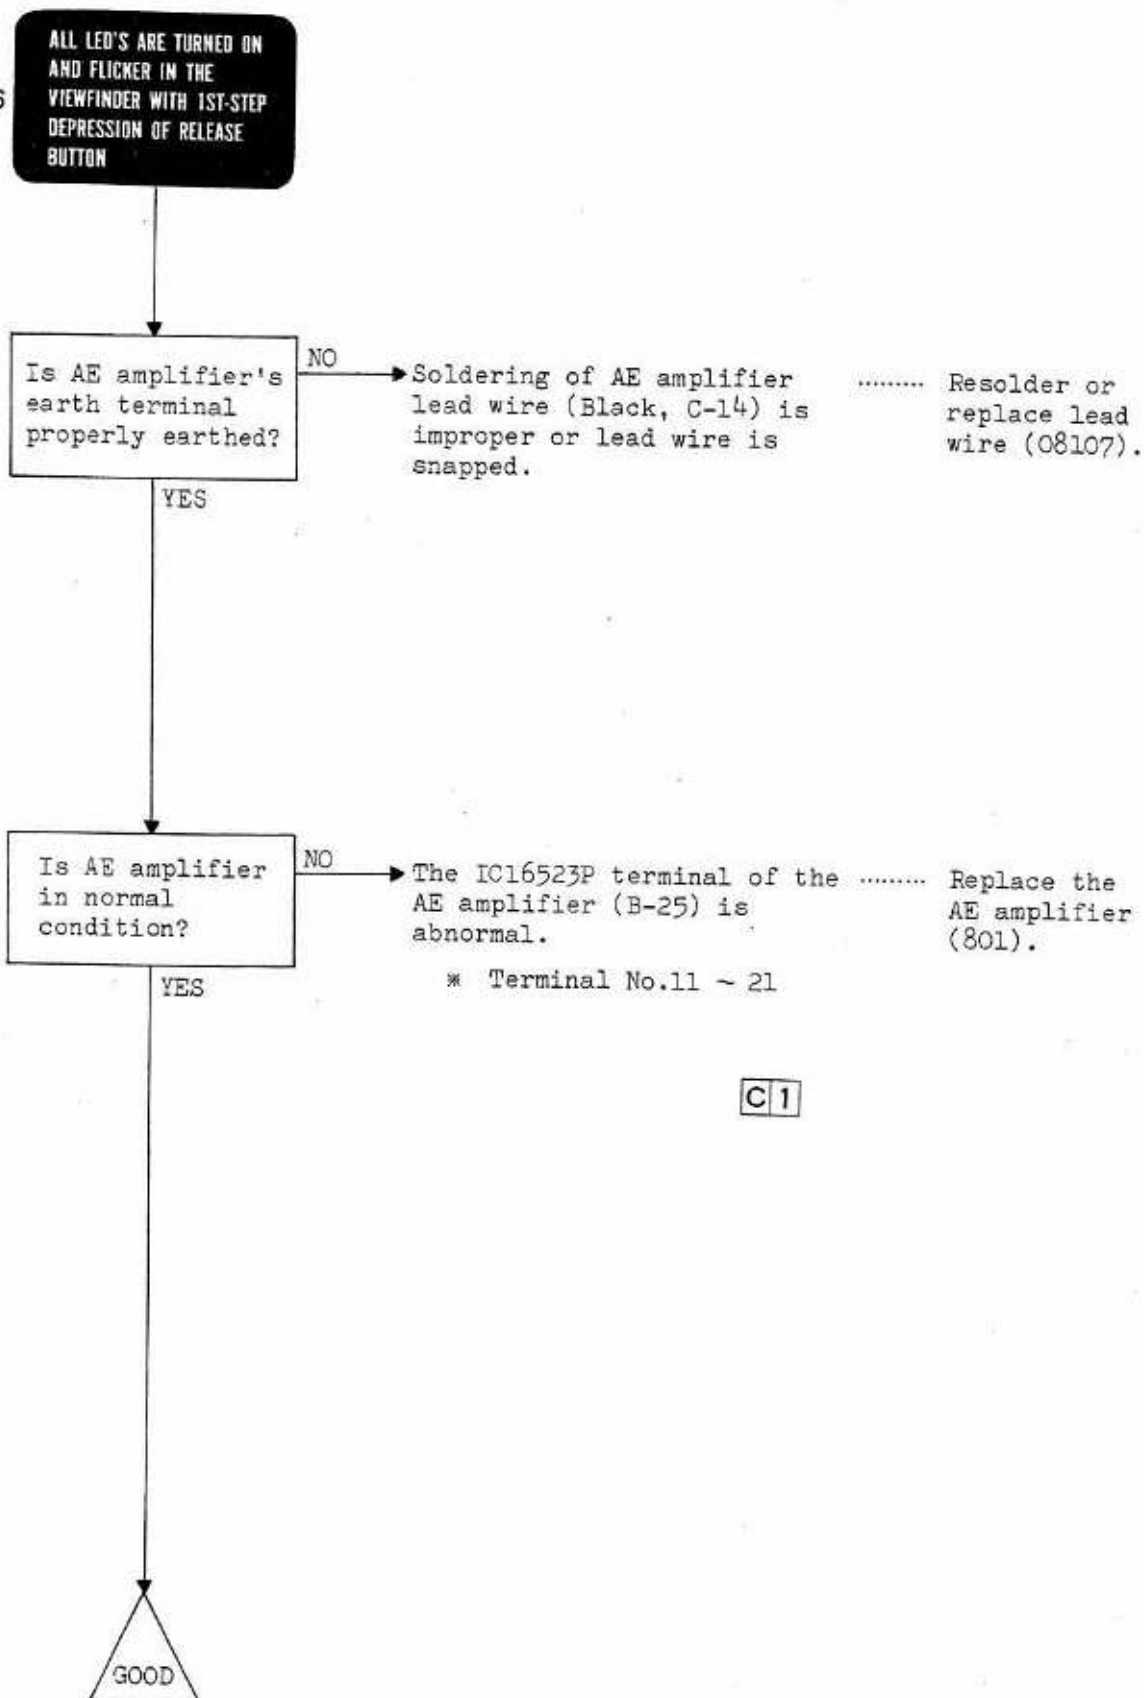 6
ALL LED'S ARE TURNED ON
AND FLICKER IN THE
VIEWFINDER WITH 1ST-STEP
DEPRESSION OF RELEASE
BUTTON
Is AE amplifier's
earth terminal
properly earthed?
NO
Soldering of AE amplifier
lead wire (Black, C-14) is
improper or lead wire is
snapped.
......... Resolder or
replace lead
wire (08107).
YES
Is AE amplifier
in normal
condition?
NO
The IC16523P terminal of the
AE amplifier (B-25) is
abnormal.
※ Terminal No.11 ~ 21
......... Replace the
AE amplifier
(801).
YES
C 1
GOOD